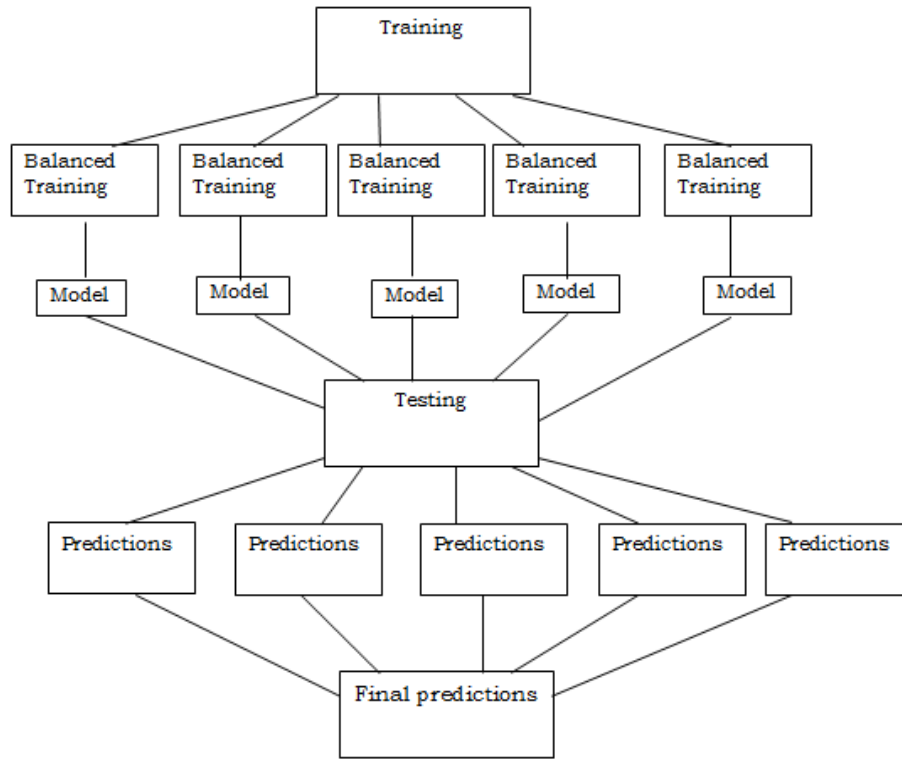 Training
Balanced
Training
Balanced
Training
Balanced
Training
Balanced
Training
Balanced
Training
Model
Model
Model
Model
Model
Testing
Predictions
Predictions
Predictions
Predictions
Predictions
Final predictions